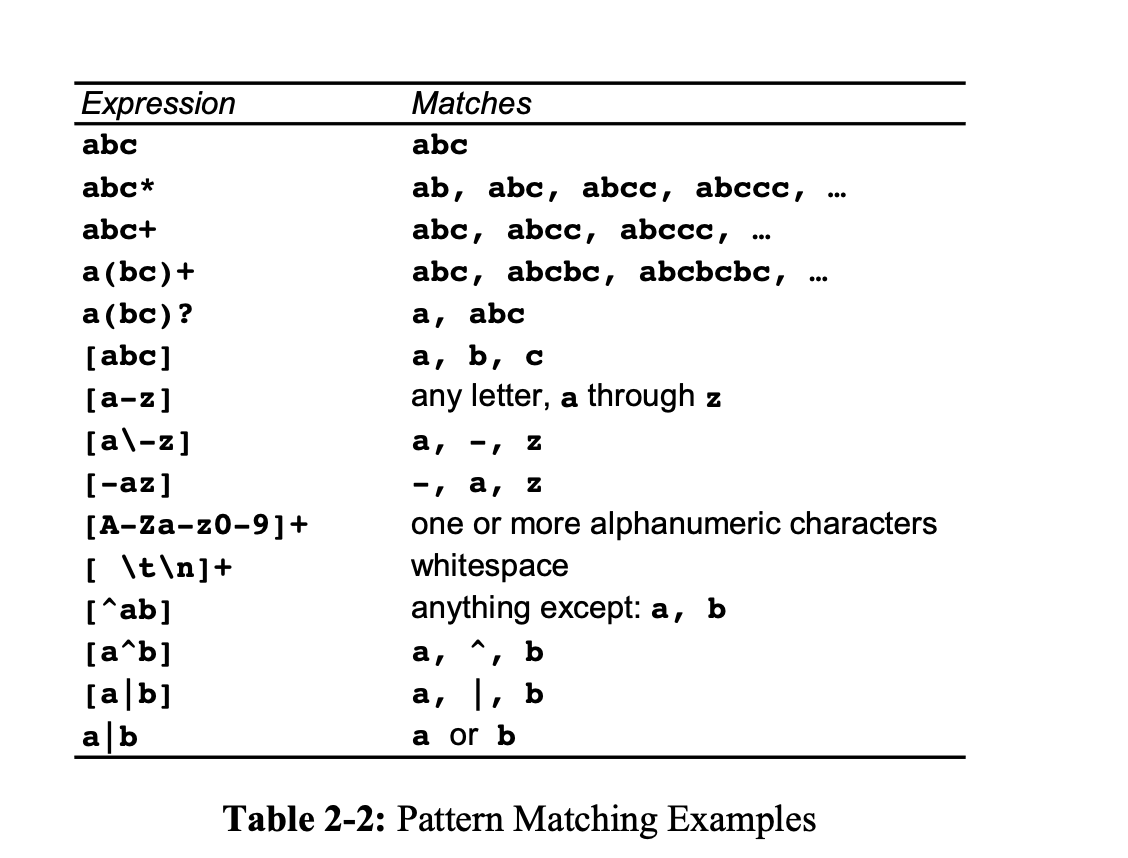 Expression Matches
abc abc
abc* ab, abc, abcc, abccc, …
abc+ abc, abcc, abccc, …
a(bc)+ abc, abcbc, abcbcbc, …
a(bc)? a, abc
[abc] a, b, c
[a-z] any letter, a through z
[a\-z] a, -, z
[-az] -, a, z
[A-Za-z0-9]+ one or more alphanumeric characters
[ \t\n]+ whitespace
[^ab] anything except: a, b
[a^b] a, ^, b
[a|b] a, |, b
a|b a or b
Table 2-2: Pattern Matching Examples